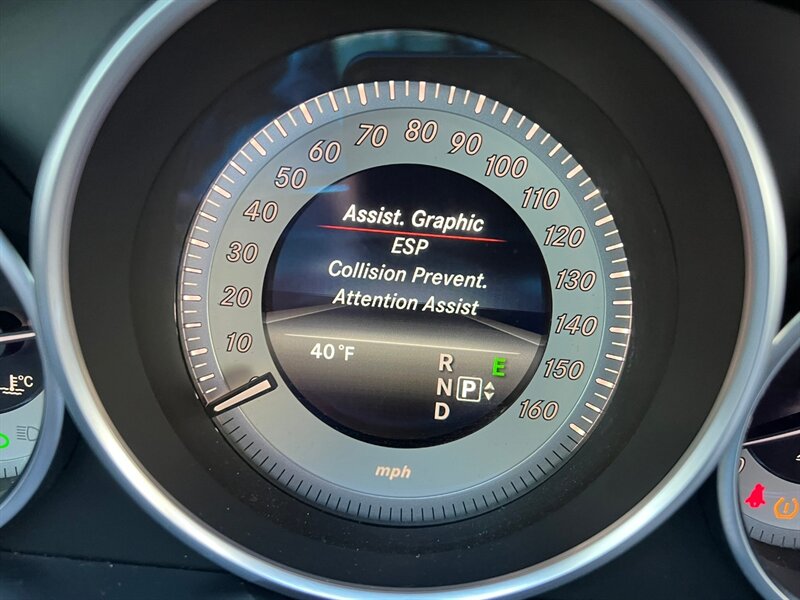 80
70
90
60
100
50
110
40
Assist. Graphic
120
ESP
30
Collision Prevent.
130
20
Attention Assist
140
10
40 °F
R
E
150
N P
160
D
mph
°C